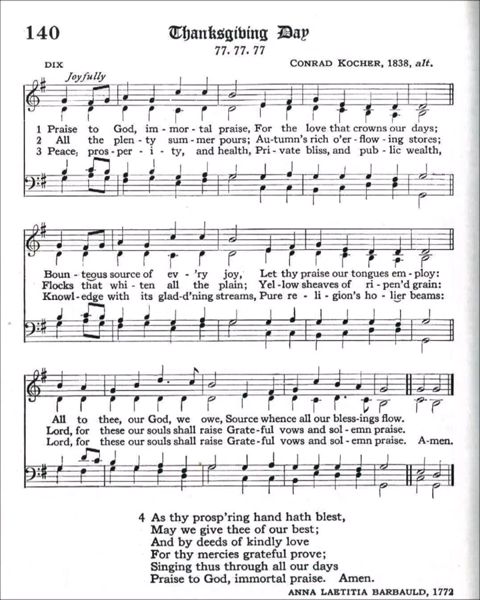 140 Thanksgiving Day
77. 77. 77
DIX CONRAD KOCHER, 1838, alt.
Joyfully
1 Praise to God, im - mor - tal praise, For the love that crowns our days;
2 All the plen - ty sum - mer pours; Au-tumn's rich o'er - flow - ing stores;
3 Peace, pros - per - i - ty, and health, Pri - vate bliss, and pub - lic wealth,
Boun - teous source of ev - 'ry joy, Let thy praise our tongues em - ploy:
Flocks that whit - en all the plain; Yel - low sheaves of ri - pen'd grain:
Knowl - edge with its glad-d'ning streams, Pure re - li - gion's ho - lier beams:
All to thee, our God, we owe, Source whence all our bless - ings flow.
Lord, for these our souls shall raise Grate - ful vows and sol - emn praise.
Lord, for these our souls shall raise Grate - ful vows and sol - emn praise. A-men.
4 As thy prosp'ring hand hath blest,
May we give thee of our best;
And by deeds of kindly love
For thy mercies grateful prove;
Singing thus through all our days
Praise to God, immortal praise. Amen.
ANNA LAETITIA BARBAULD, 1772